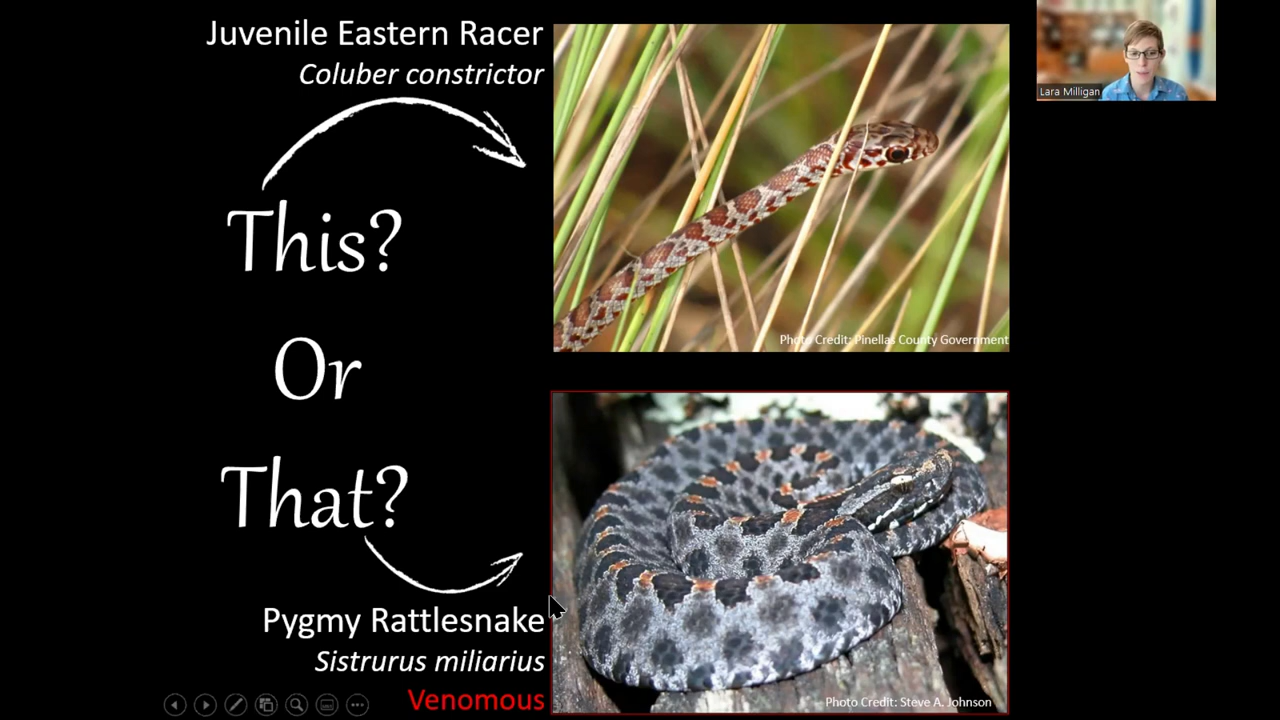 Juvenile Eastern Racer
Coluber constrictor
This?
Or
That?
Pygmy Rattlesnake
Sistrurus miliarius
Venomous
Photo Credit: Pinellas County Government
Photo Credit: Steve A. Johnson
Lara Milligan